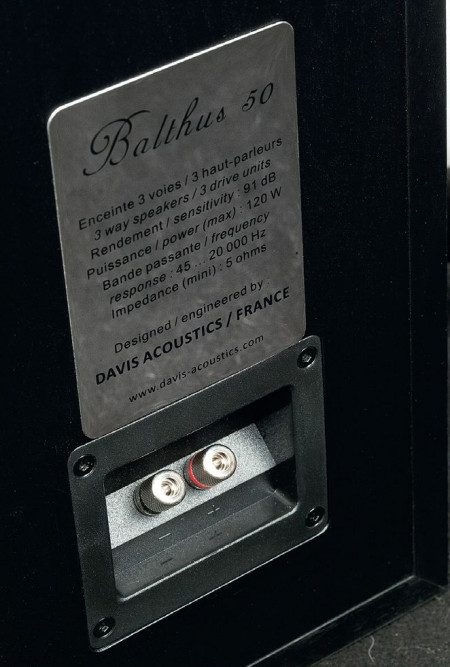 Balthus 50
Enceinte 3 voies / 3 haut-parleurs
3 way speakers / 3 drive units
Rendement / sensitivity : 91 dB
Puissance / power (max) : 120 W
Bande passante / frequency
response : 45 ... 20 000 Hz
Impedance (mini) : 5 ohms
Designed / engineered by
DAVIS ACOUSTICS / FRANCE
www.davis-acoustics.com
− +
− +